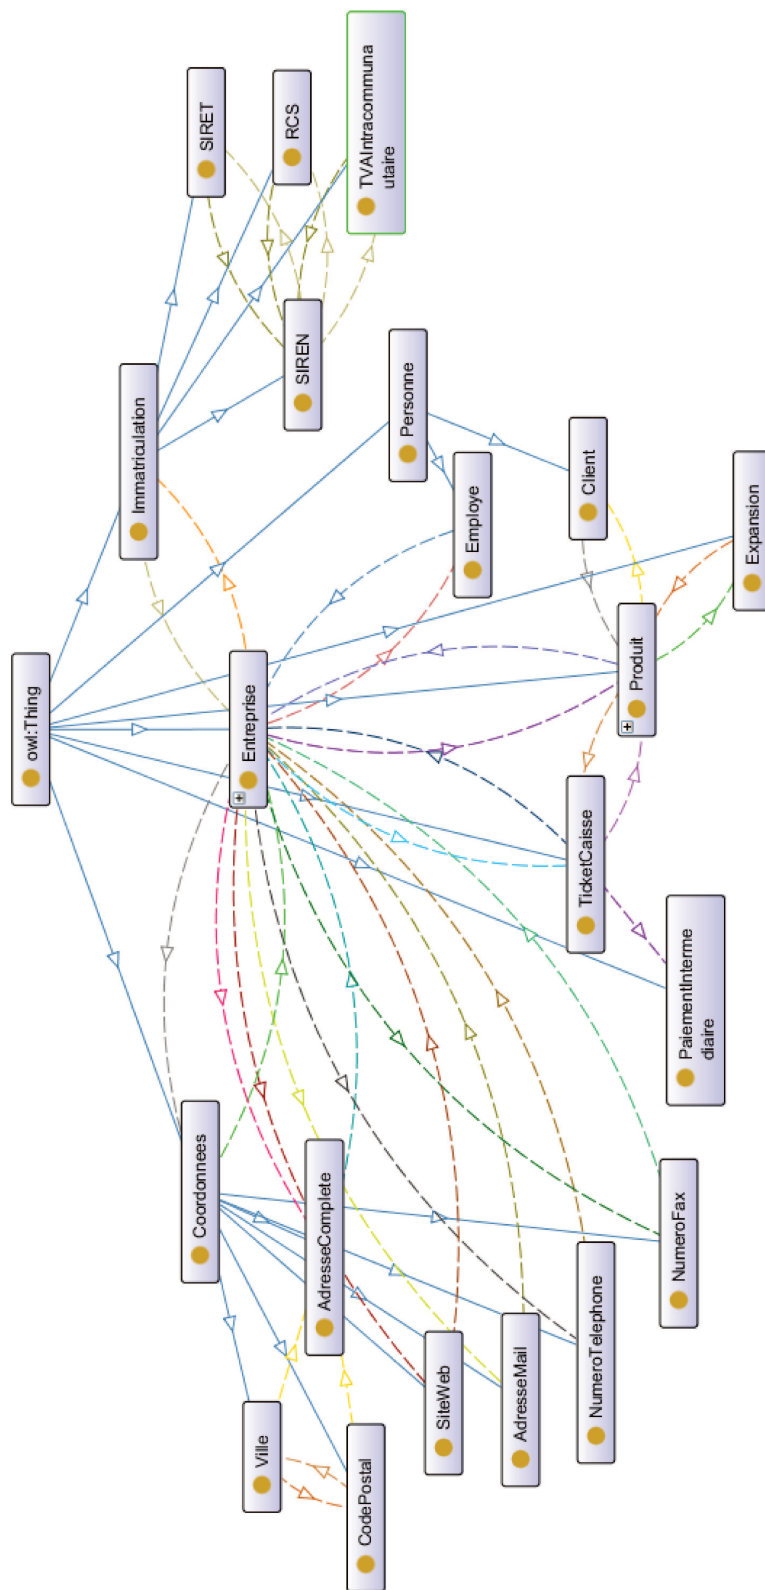 owl:Thing
Coordonnees
Entreprise
Immatriculation
SIRET
RCS
TVAIntracommuna
utaire
SIREN
Personne
Employe
Client
Expansion
Produit
TicketCaisse
PaiementInterme
diaire
Ville
CodePostal
AdresseComplete
SiteWeb
AdresseMail
NumeroTelephone
NumeroFax